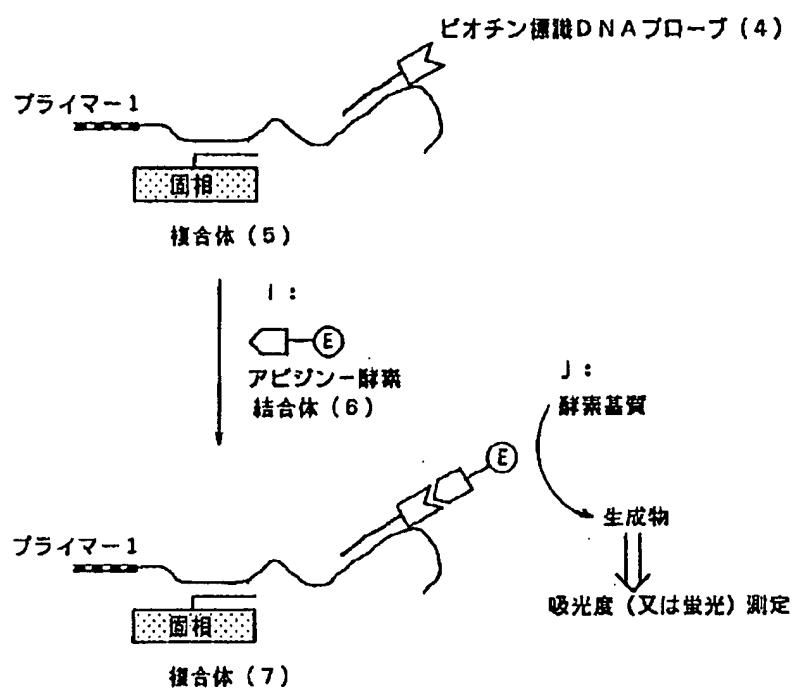 ビオチン標識DNAプローブ(4)
プライマー1
固相
複合体(5)
I:
E
アビジン－酵素
結合体(6)
J:
酵素基質
E
生成物
プライマー1
吸光度(又は蛍光)測定
固相
複合体(7)